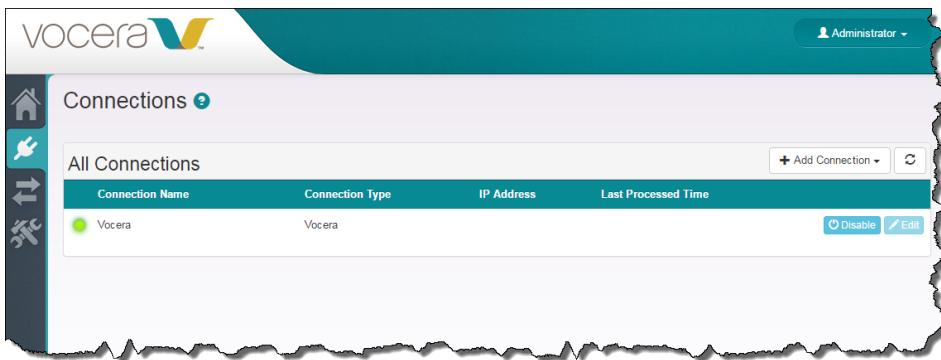 vocera
Administrator
Connections
All Connections
Add Connection
Connection Name Connection Type IP Address Last Processed Time
Vocera Vocera Disable Edit